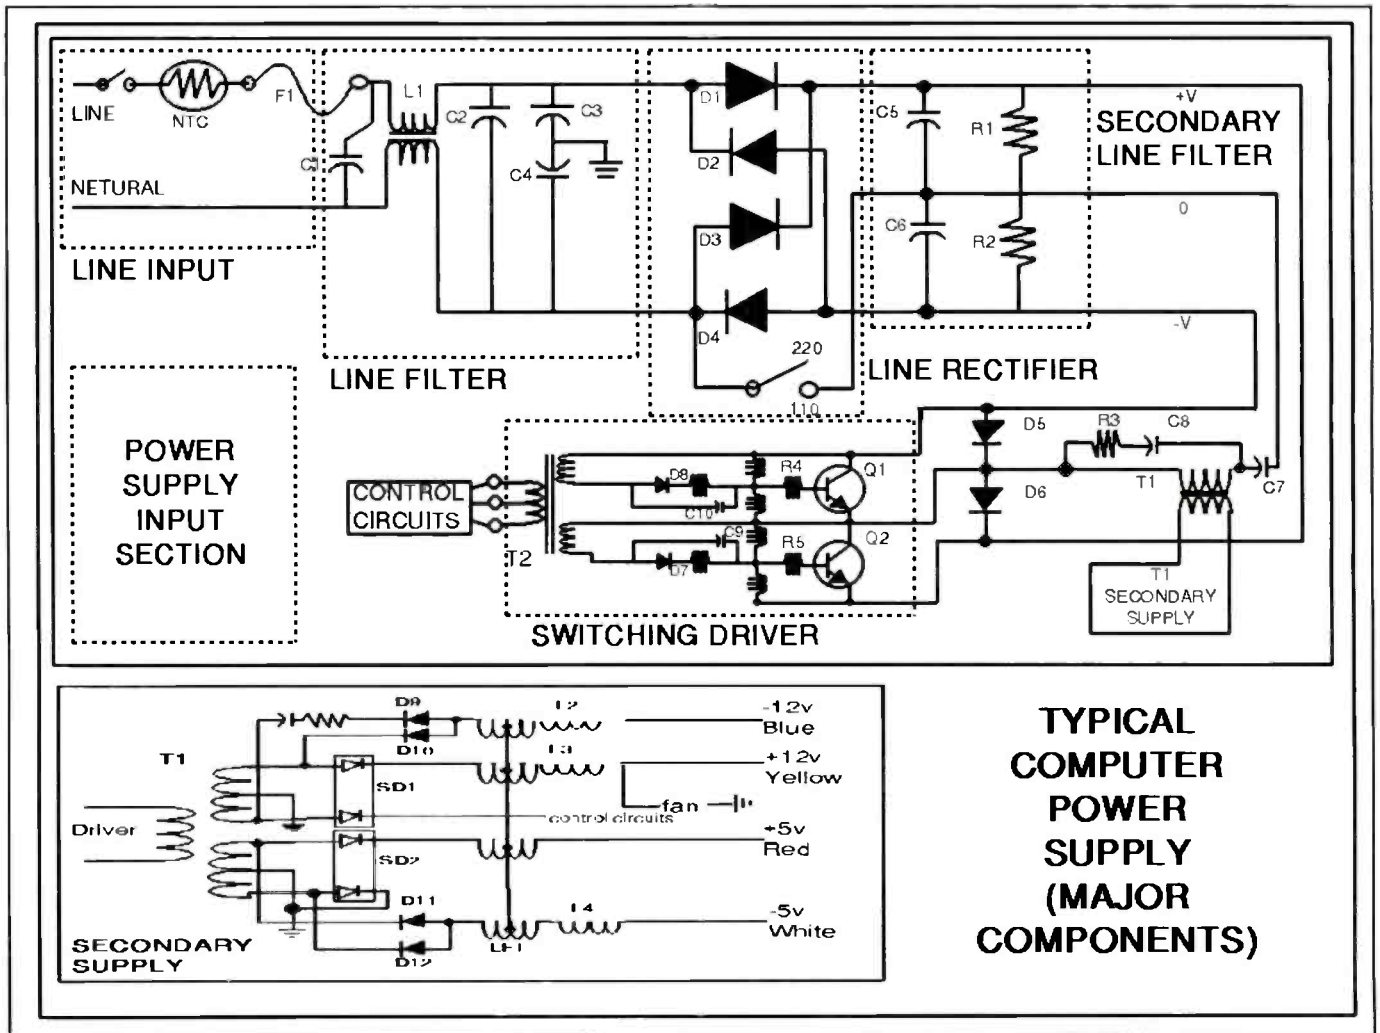 LINE
NTC
F1
NETURAL
LINE INPUT
C1
L1
C2
C3
C4
LINE FILTER
D1
D2
D3
D4
220
110
LINE RECTIFIER
C5
C6
R1
R2
+V
SECONDARY
LINE FILTER
0
-V
POWER
SUPPLY
INPUT
SECTION
CONTROL
CIRCUITS
T2
D8
C10
R4
Q1
C9
D7
R5
Q2
SWITCHING DRIVER
D5
D6
R3
C8
T1
C7
T1
SECONDARY
SUPPLY
T1
Driver
D9
D10
SD1
SD2
D11
D12
L2
L3
L4
LF1
-12v
Blue
+12v
Yellow
fan
control circuits
+5v
Red
-5v
White
SECONDARY
SUPPLY
TYPICAL
COMPUTER
POWER
SUPPLY
(MAJOR
COMPONENTS)